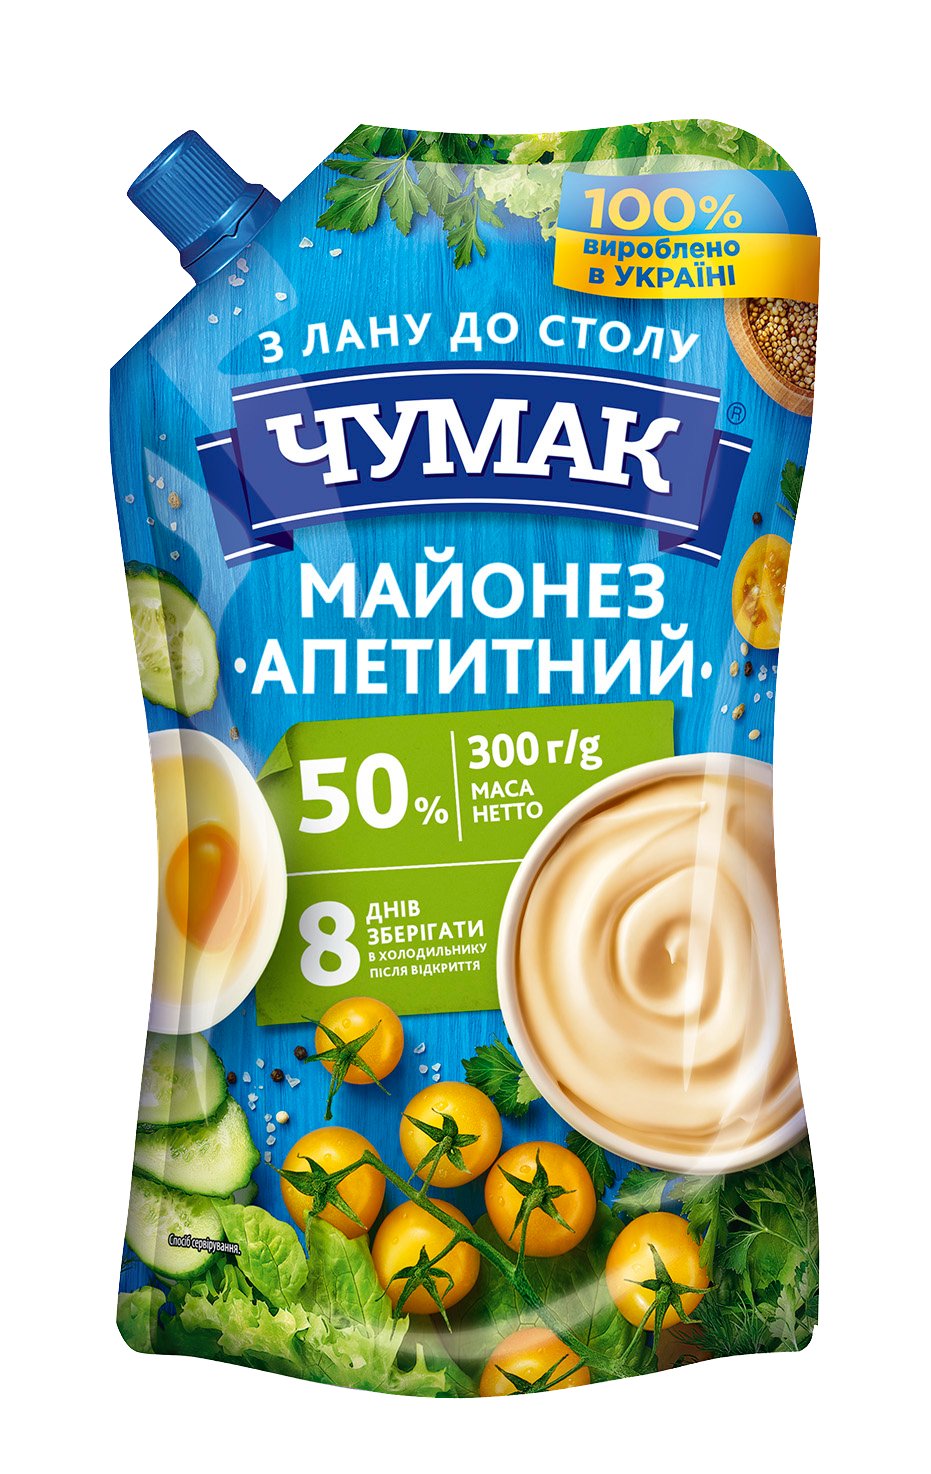 100%
вироблено
в УКРАЇНІ
З ЛАНУ ДО СТОЛУ
ЧУМАК ®
МАЙОНЕЗ
•АПЕТИТНИЙ•
50%
300 г/g
МАСА
НЕТТО
8
ДНІВ
ЗБЕРІГАТИ
В ХОЛОДИЛЬНИКУ
ПІСЛЯ ВІДКРИТТЯ
Спосіб сервірування.